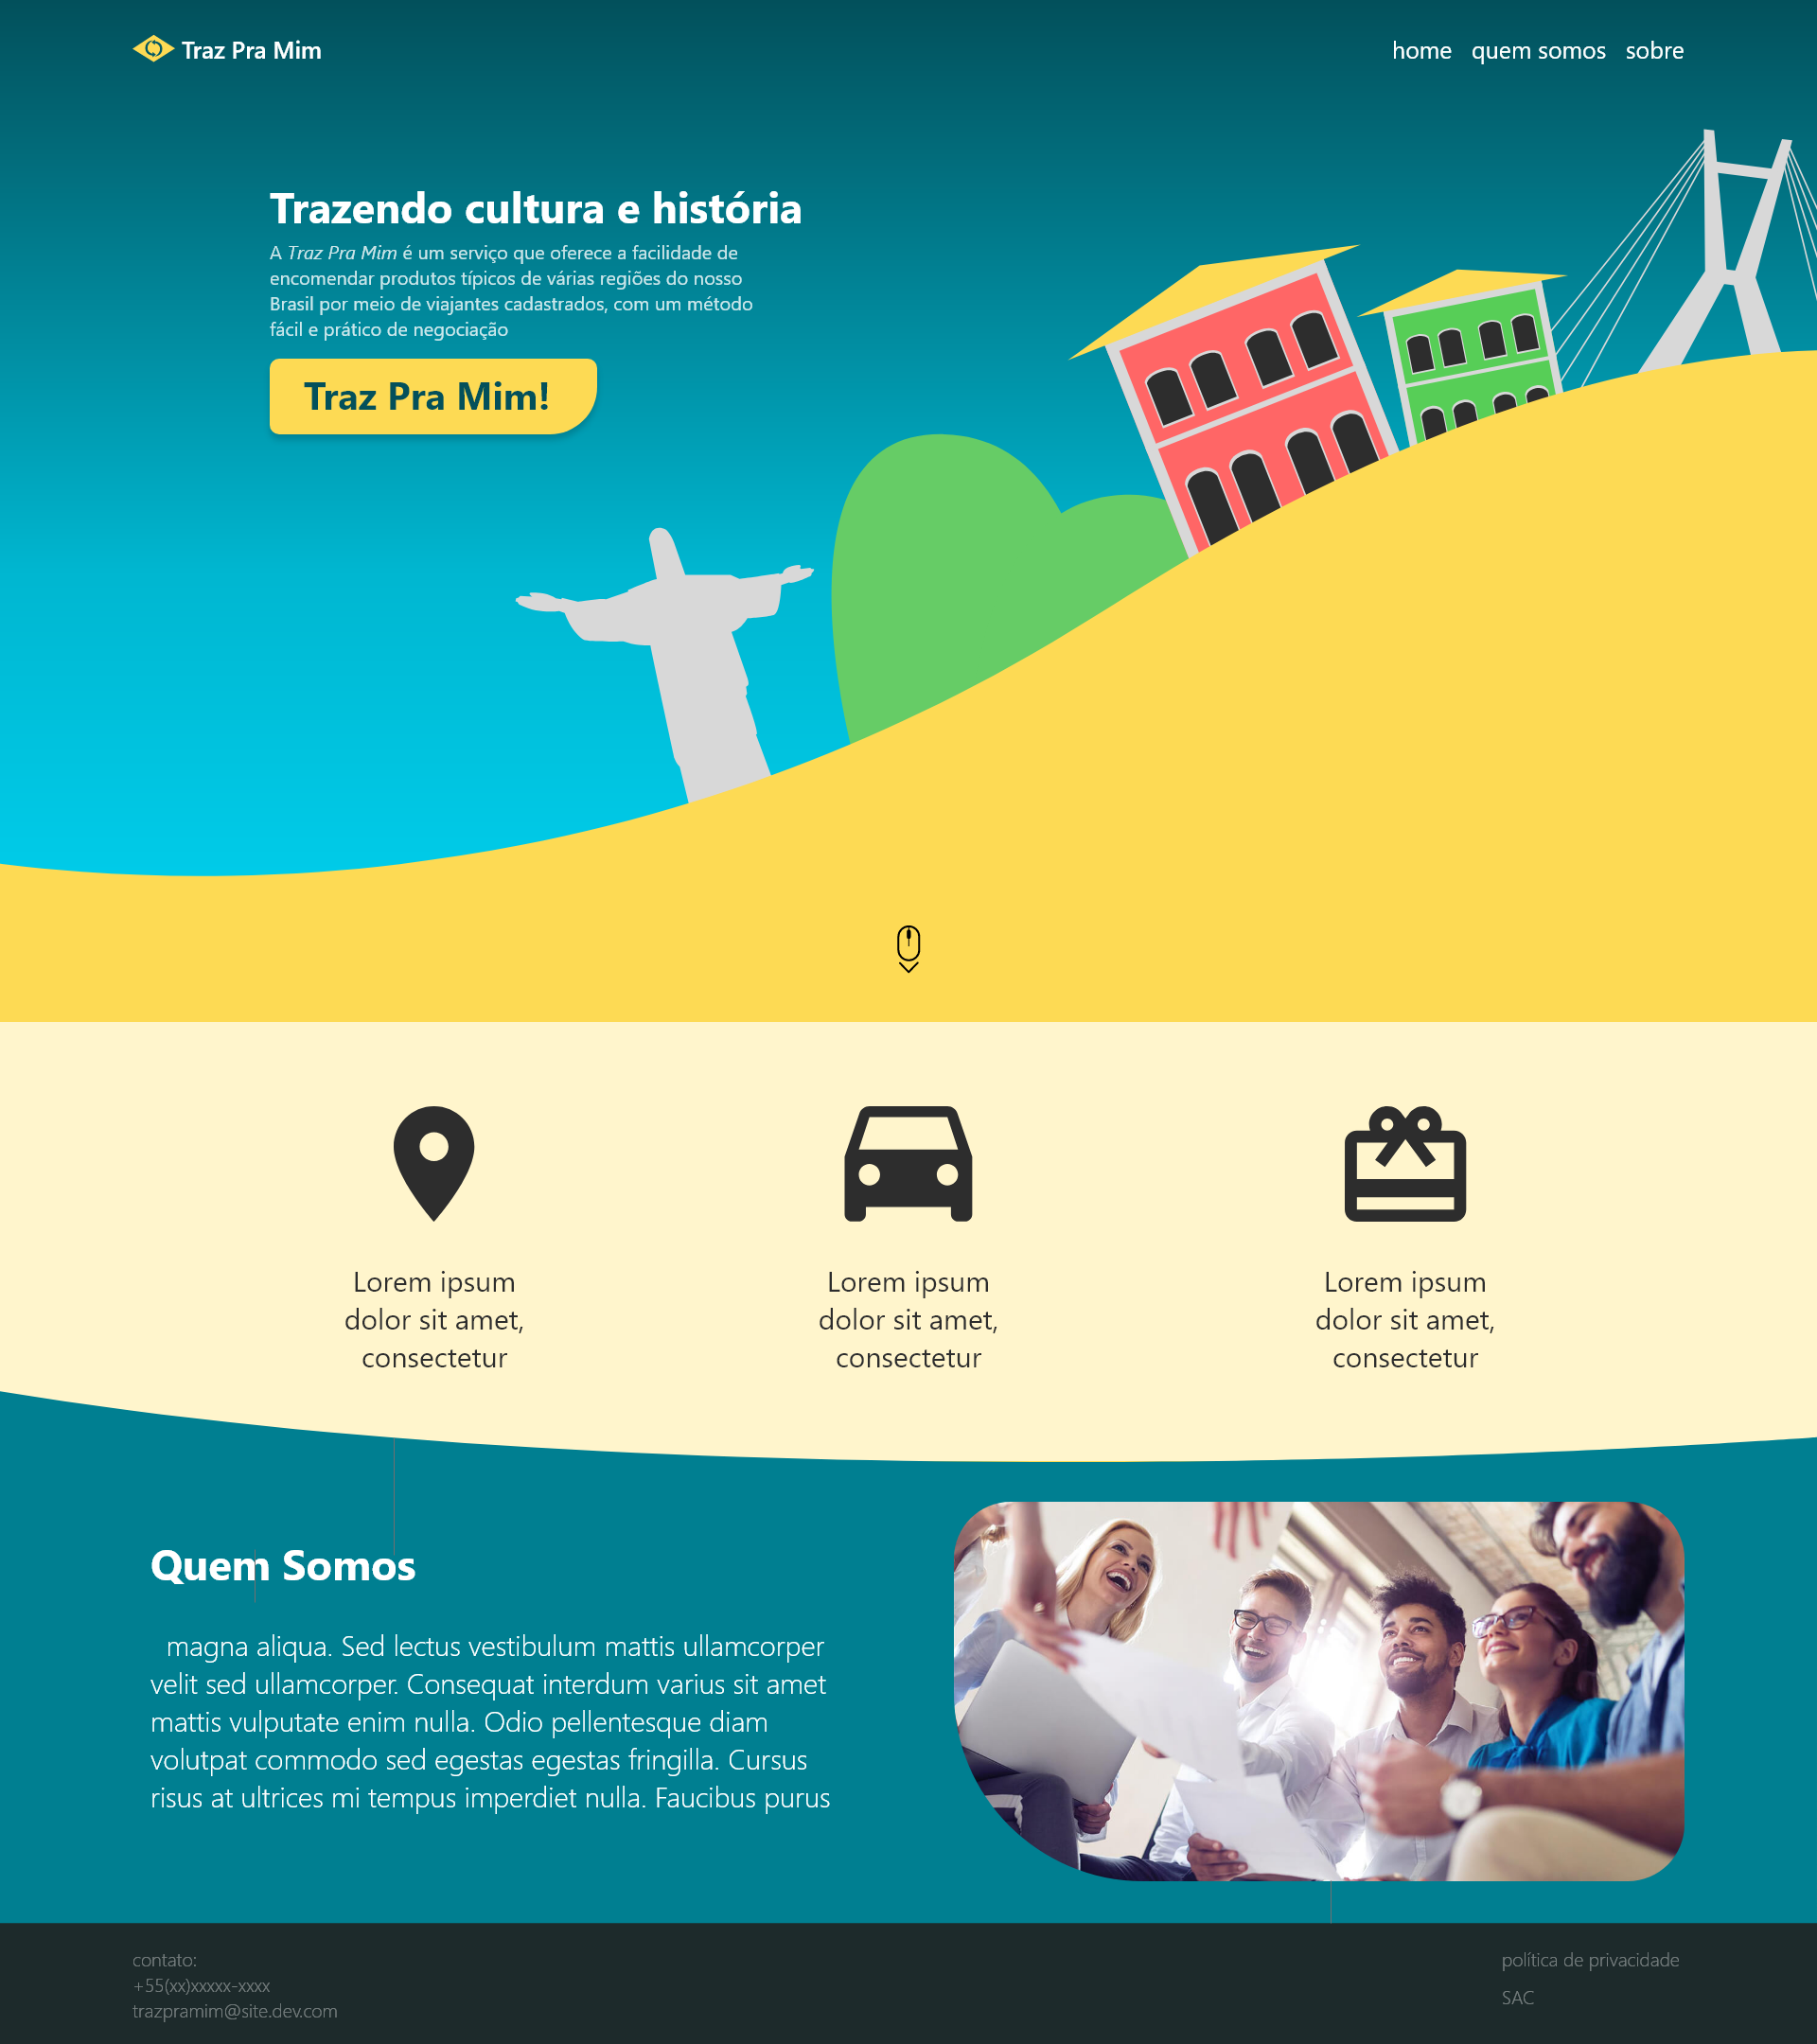 Traz Pra Mim
home quem somos sobre
Trazendo cultura e história
A Traz Pra Mim é um serviço que oferece a facilidade de
encomendar produtos típicos de várias regiões do nosso
Brasil por meio de viajantes cadastrados, com um método
fácil e prático de negociação
Traz Pra Mim!
Lorem ipsum
dolor sit amet,
consectetur
Lorem ipsum
dolor sit amet,
consectetur
Lorem ipsum
dolor sit amet,
consectetur
Quem Somos
magna aliqua. Sed lectus vestibulum mattis ullamcorper
velit sed ullamcorper. Consequat interdum varius sit amet
mattis vulputate enim nulla. Odio pellentesque diam
volutpat commodo sed egestas egestas fringilla. Cursus
risus at ultrices mi tempus imperdiet nulla. Faucibus purus
contato:
+55(xx)xxxxx-xxxx
trazpramim@site.dev.com
política de privacidade
SAC